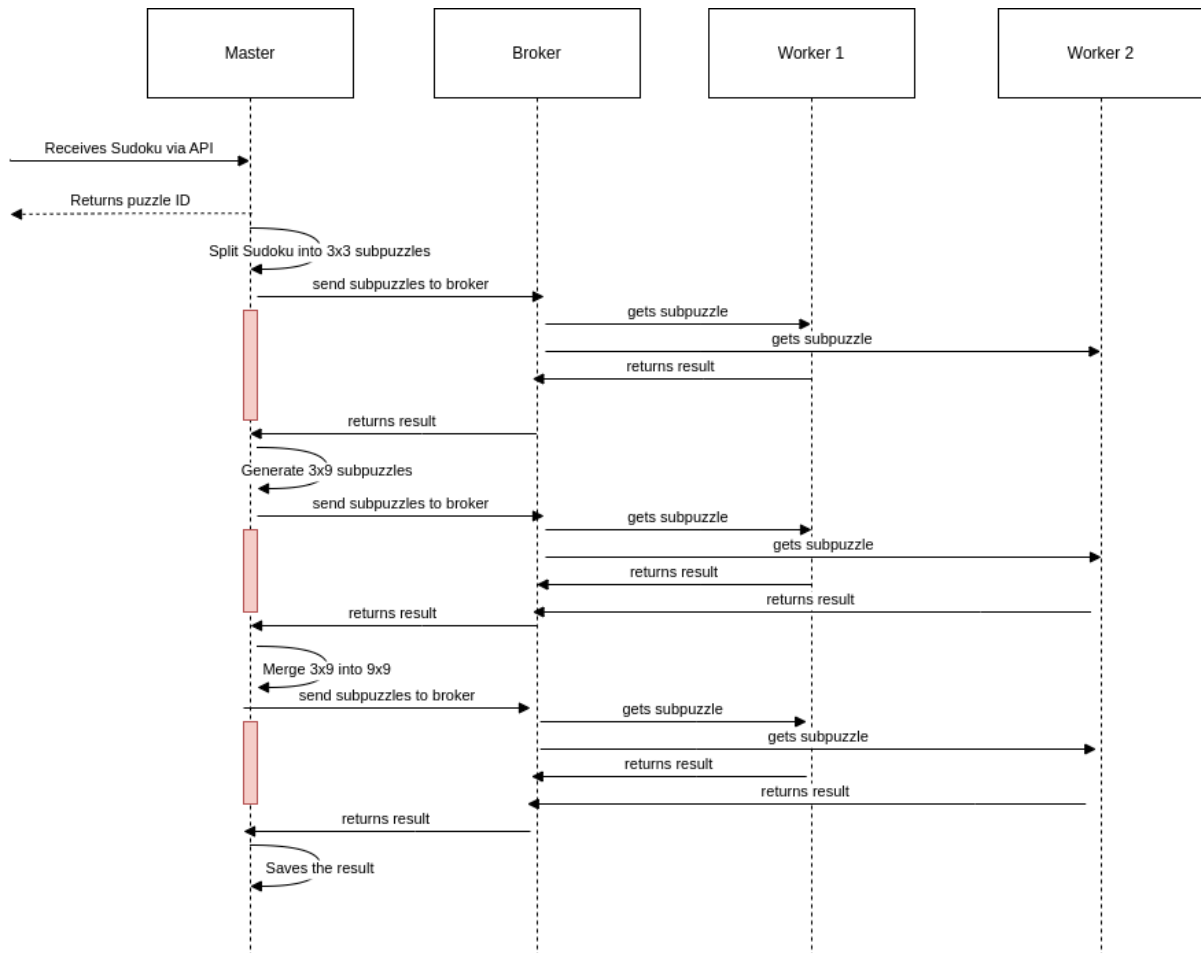 Master
Broker
Worker 1
Worker 2
Receives Sudoku via API
Returns puzzle ID
Split Sudoku into 3x3 subpuzzles
send subpuzzles to broker
gets subpuzzle
gets subpuzzle
returns result
returns result
Generate 3x9 subpuzzles
send subpuzzles to broker
gets subpuzzle
gets subpuzzle
returns result
returns result
returns result
Merge 3x9 into 9x9
send subpuzzles to broker
gets subpuzzle
gets subpuzzle
returns result
returns result
returns result
Saves the result